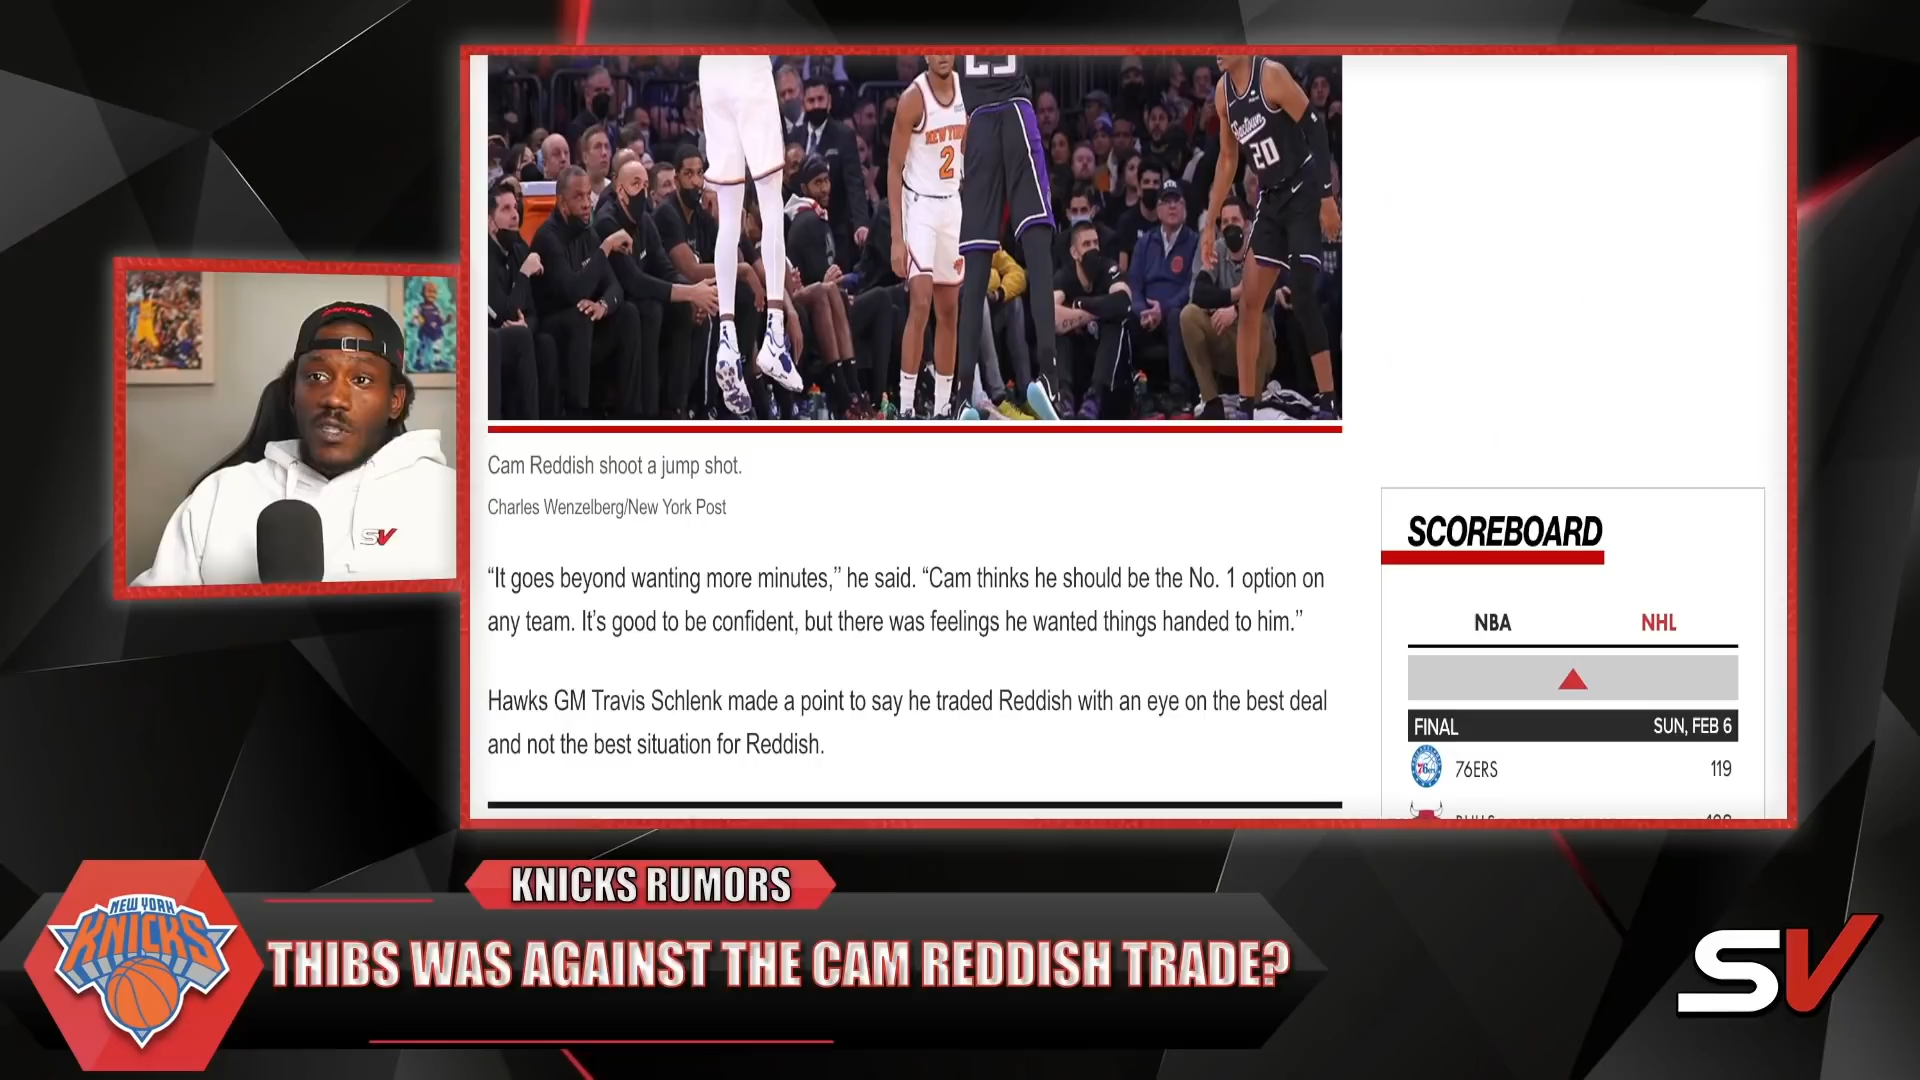 NEW YORK
2
23
Sactown
20
SV
Cam Reddish shoot a jump shot.
Charles Wenzelberg/New York Post
“It goes beyond wanting more minutes,” he said. “Cam thinks he should be the No. 1 option on
any team. It’s good to be confident, but there was feelings he wanted things handed to him.”
Hawks GM Travis Schlenk made a point to say he traded Reddish with an eye on the best deal
and not the best situation for Reddish.
SCOREBOARD
NBA NHL
FINAL SUN, FEB 6
76ERS 119
KNICKS RUMORS
NEW YORK
KNICKS
THIBS WAS AGAINST THE CAM REDDISH TRADE?
SV